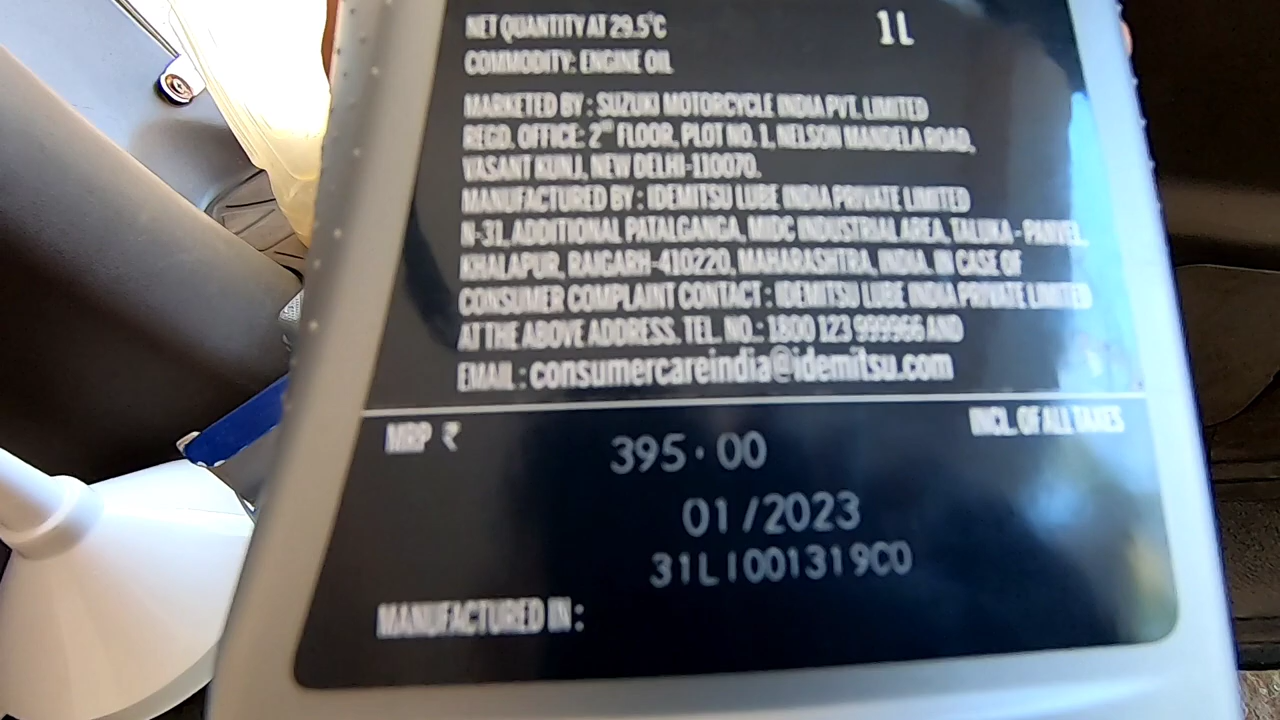 NET QUANTITY AT 29.5°C 1L
COMMODITY: ENGINE OIL
MARKETED BY : SUZUKI MOTORCYCLE INDIA PVT. LIMITED
REGD. OFFICE: 2ND FLOOR, PLOT NO. 1, NELSON MANDELA ROAD,
VASANT KUNJ, NEW DELHI-110070.
MANUFACTURED BY : IDEMITSU LUBE INDIA PRIVATE LIMITED
N-31, ADDITIONAL PATALGANGA, MIDC INDUSTRIAL AREA, TALUKA - PANVEL,
KHALAPUR, RAIGARH-410220, MAHARASHTRA, INDIA. IN CASE OF
CONSUMER COMPLAINT CONTACT : IDEMITSU LUBE INDIA PRIVATE LIMITED
AT THE ABOVE ADDRESS. TEL. NO.: 1800 123 999966 AND
EMAIL : consumercareindia@idemitsu.com
MRP ₹ 395.00 INCL. OF ALL TAXES
01/2023
31LI001319C0
MANUFACTURED IN :